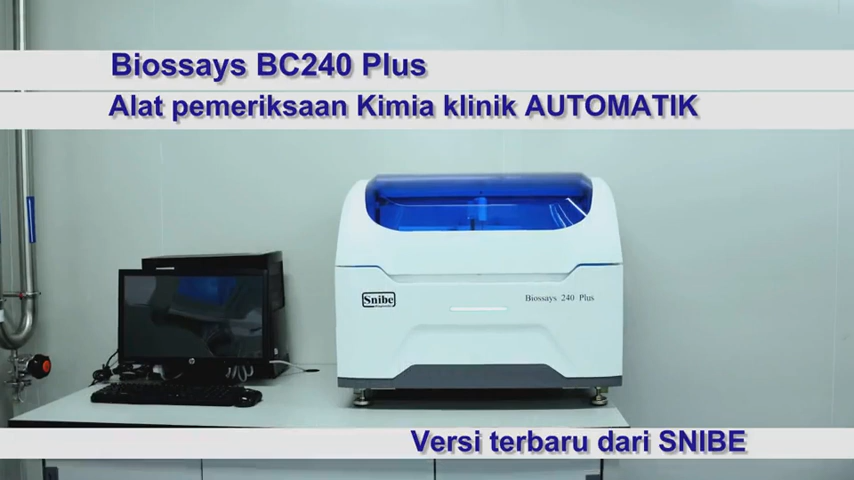 Biossays BC240 Plus
Alat pemeriksaan Kimia klinik AUTOMATIK
Snibe
Biossays 240 Plus
Versi terbaru dari SNIBE